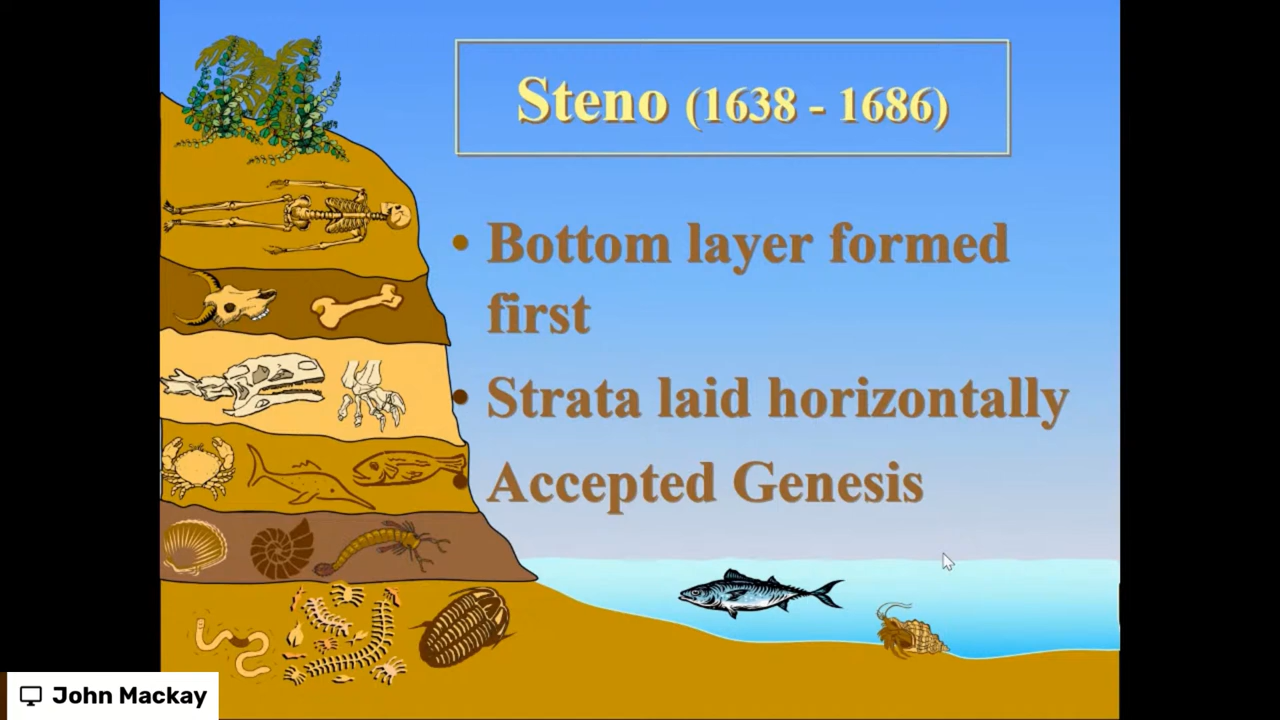 Steno (1638 - 1686)
• Bottom layer formed
first
• Strata laid horizontally
• Accepted Genesis
John Mackay